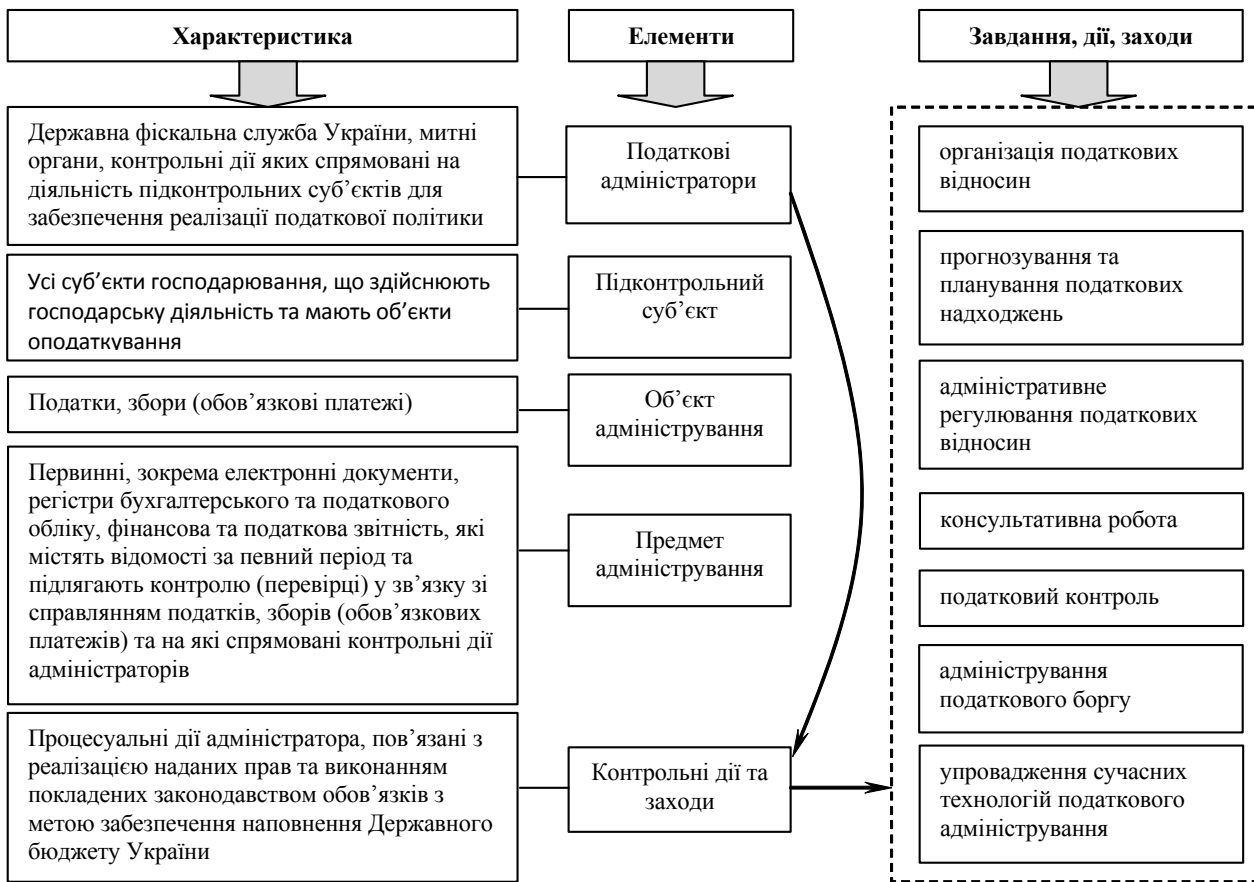 Характеристика
Елементи
Завдання, дії, заходи
Державна фіскальна служба України, митні
органи, контрольні дії яких спрямовані на
діяльність підконтрольних суб’єктів для
забезпечення реалізації податкової політики
Податкові
адміністратори
Усі суб’єкти господарювання, що здійснюють
господарську діяльність та мають об’єкти
оподаткування
Підконтрольний
суб’єкт
Податки, збори (обов’язкові платежі)
Об’єкт
адміністрування
Первинні, зокрема електронні документи,
регістри бухгалтерського та податкового
обліку, фінансова та податкова звітність, які
містять відомості за певний період та
підлягають контролю (перевірці) у зв’язку зі
справлянням податків, зборів (обов’язкових
платежів) та на які спрямовані контрольні дії
адміністраторів
Предмет
адміністрування
Процесуальні дії адміністратора, пов’язані з
реалізацією наданих прав та виконанням
покладених законодавством обов’язків з
метою забезпечення наповнення Державного
бюджету України
Контрольні дії та
заходи
організація податкових
відносин
прогнозування та
планування податкових
надходжень
адміністративне
регулювання податкових
відносин
консультативна робота
податковий контроль
адміністрування
податкового боргу
упровадження сучасних
технологій податкового
адміністрування